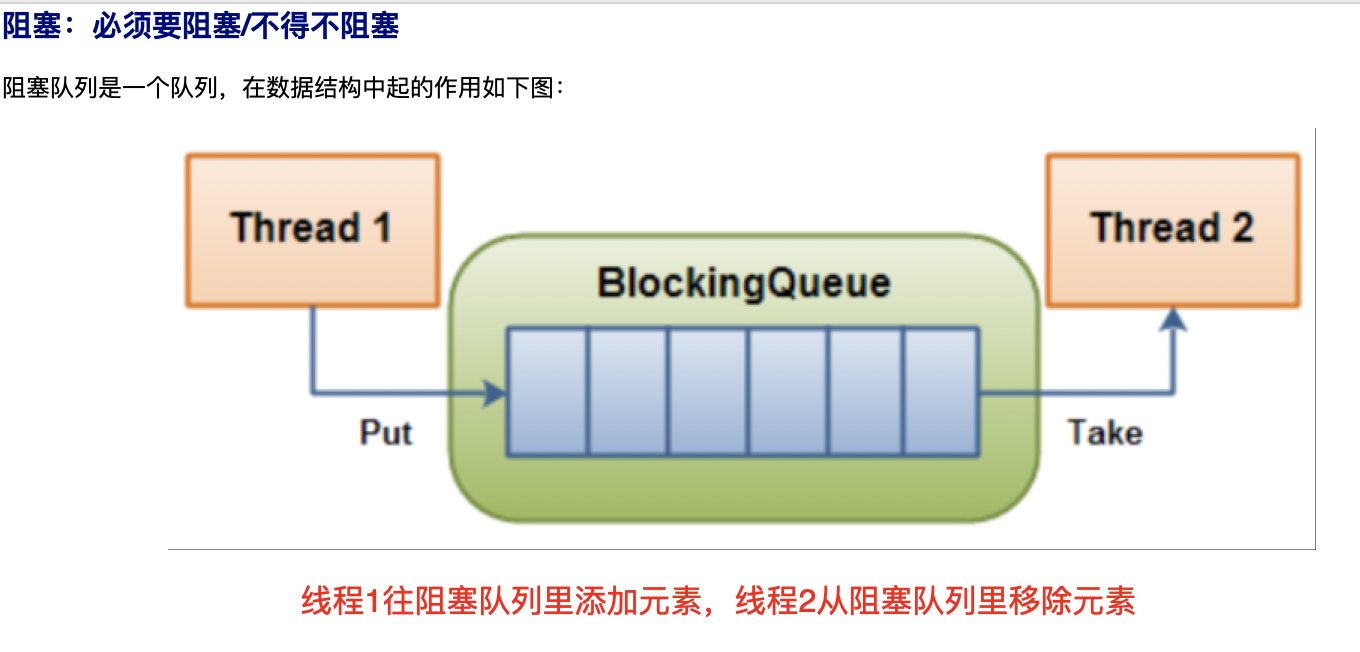 阻塞：必须要阻塞/不得不阻塞
阻塞队列是一个队列，在数据结构中起的作用如下图：
Thread 1
Thread 2
BlockingQueue
Put
Take
线程1往阻塞队列里添加元素，线程2从阻塞队列里移除元素